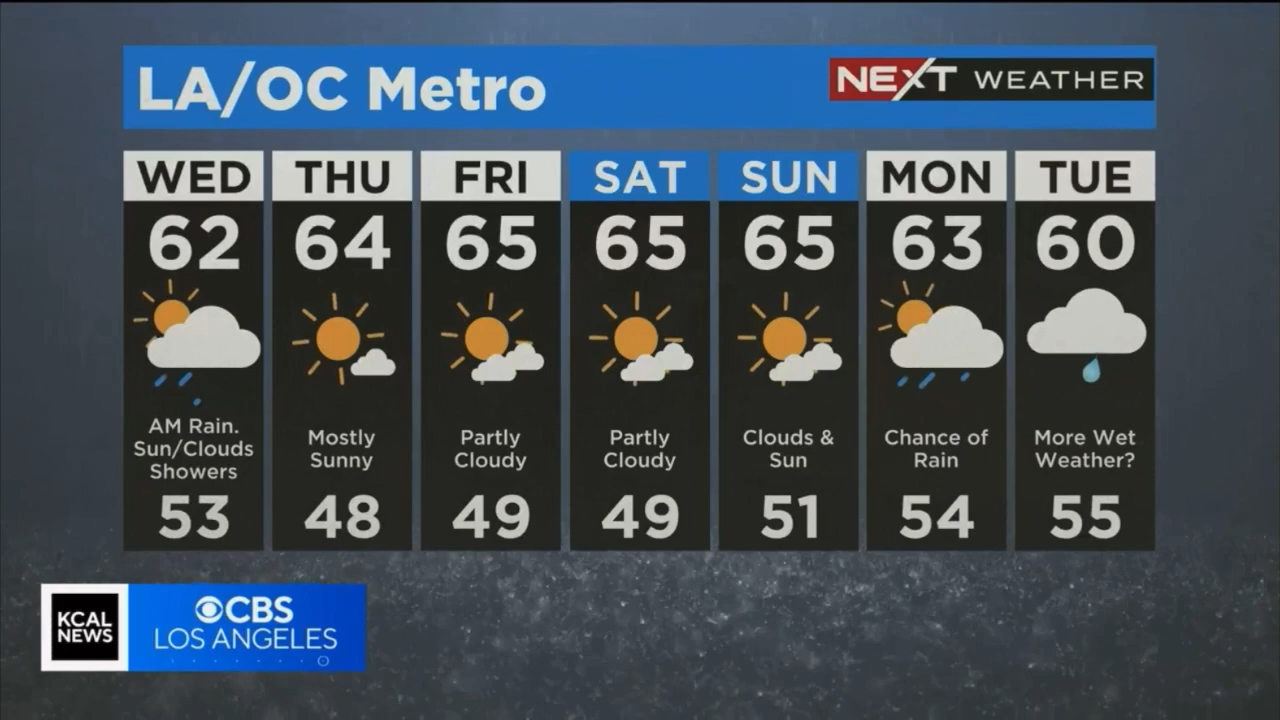 LA/OC Metro
NEXT WEATHER
WED THU FRI SAT SUN MON TUE
62 64 65 65 65 63 60
AM Rain.
Sun/Clouds
Showers
Mostly
Sunny
Partly
Cloudy
Partly
Cloudy
Clouds &
Sun
Chance of
Rain
More Wet
Weather?
53 48 49 49 51 54 55
KCAL
NEWS
CBS
LOS ANGELES